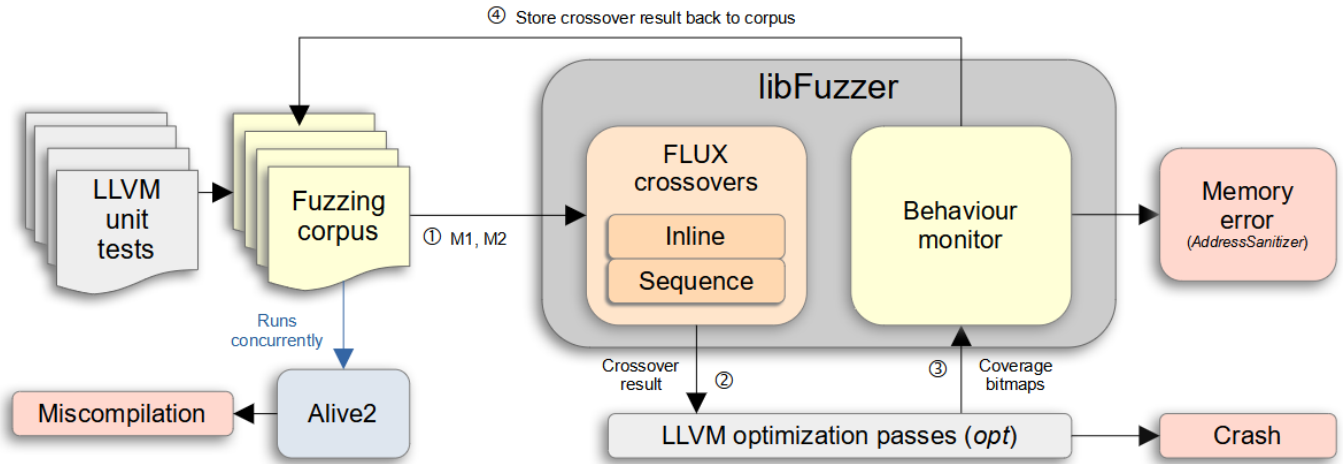 ④ Store crossover result back to corpus
libFuzzer
LLVM
unit
tests
Fuzzing
corpus
① M1, M2
FLUX
crossovers
Inline
Sequence
Behaviour
monitor
Memory
error
(AddressSanitizer)
Runs
concurrently
Crossover
result
②
③
Coverage
bitmaps
Miscompilation
Alive2
LLVM optimization passes (opt)
Crash